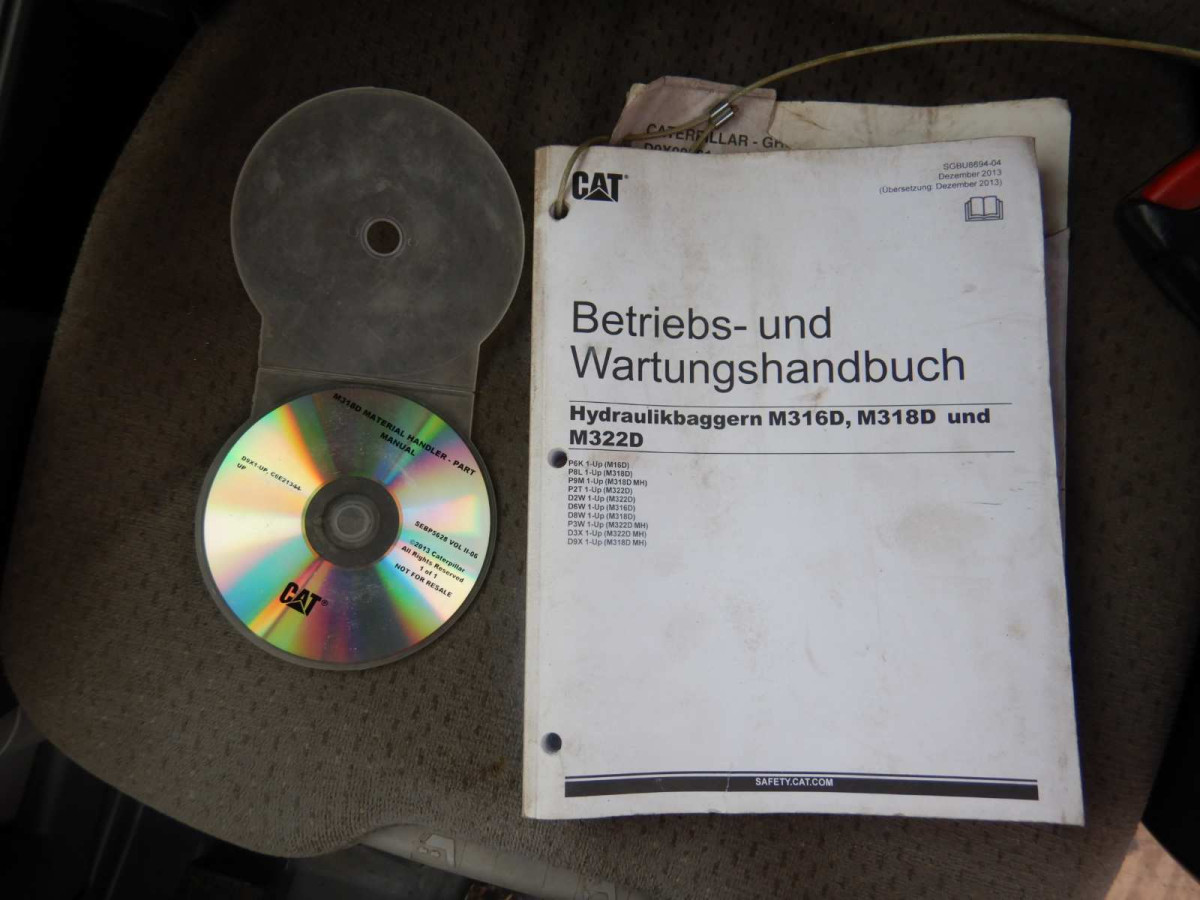 M318D MATERIAL HANDLER - PART
MANUAL
D9X1-UP,
UP
SEBP5628 VOL II-06
©2013 Caterpillar
All Rights Reserved
1 of 1
NOT FOR RESALE
CAT®
CATERPILLAR -
CAT®
SGBU8694-04
Dezember 2013
(Übersetzung: Dezember 2013)
Betriebs- und
Wartungshandbuch
Hydraulikbaggern M316D, M318D und
M322D
P6K 1-Up (M16D)
P8L 1-Up (M318D)
P9M 1-Up (M318D MH)
P2T 1-Up (M322D)
D2W 1-Up (M322D)
D6W 1-Up (M316D)
D8W 1-Up (M318D)
P3W 1-Up (M322D MH)
D3X 1-Up (M322D MH)
D9X 1-Up (M318D MH)
SAFETY.CAT.COM